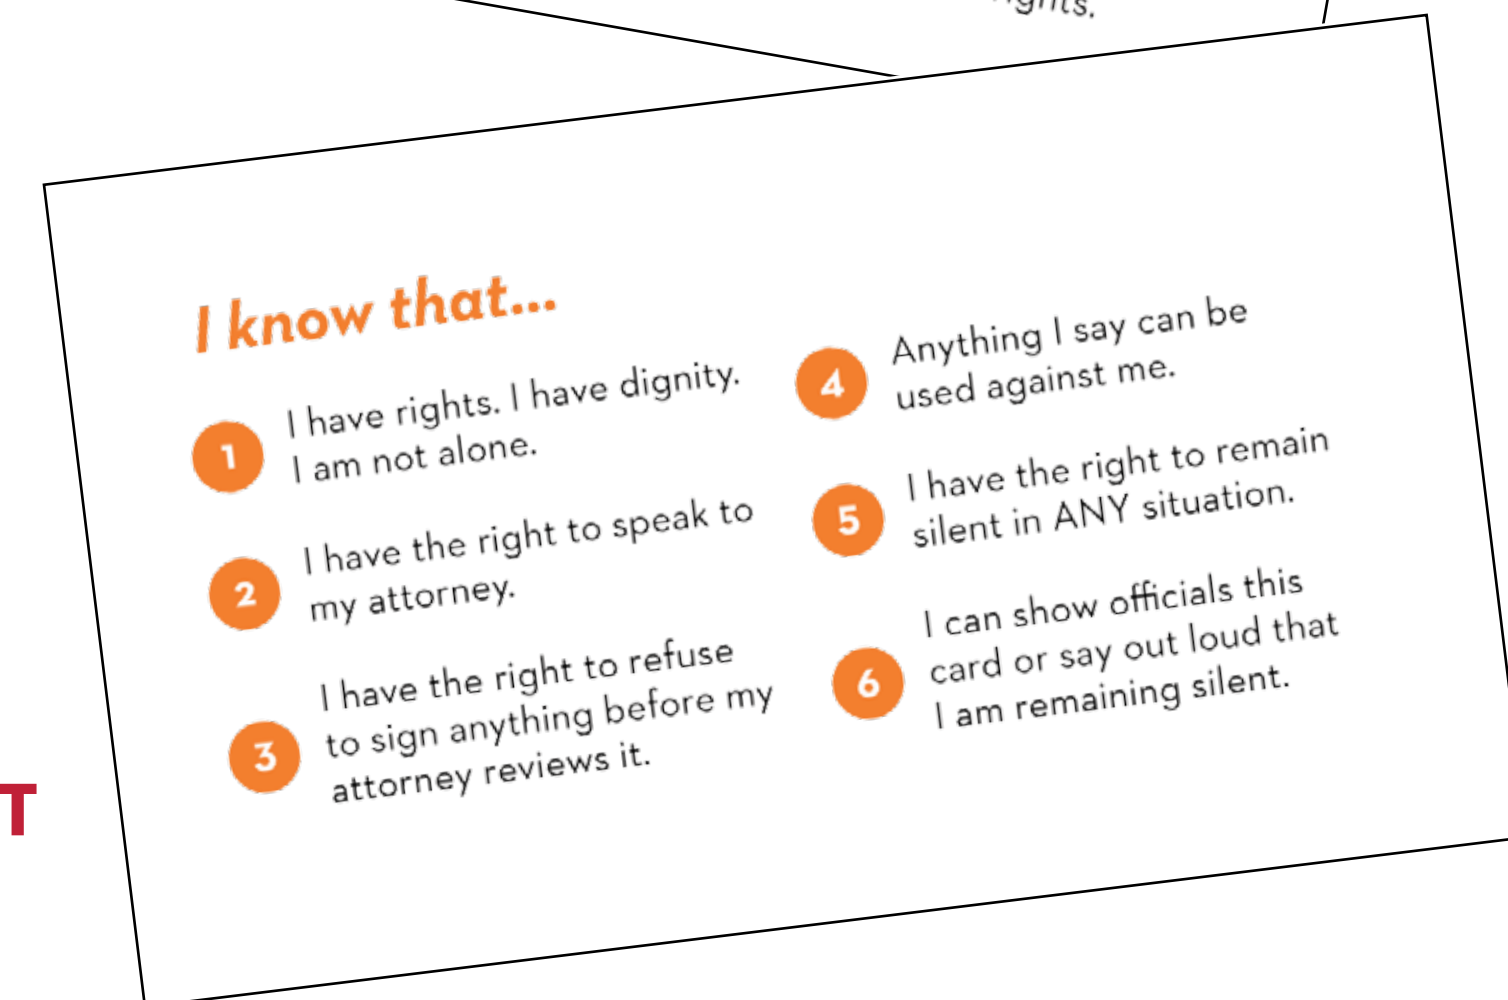 I know that...
1
I have rights. I have dignity.
I am not alone.
2
I have the right to speak to
my attorney.
3
I have the right to refuse
to sign anything before my
attorney reviews it.
4
Anything I say can be
used against me.
5
I have the right to remain
silent in ANY situation.
6
I can show officials this
card or say out loud that
I am remaining silent.
T